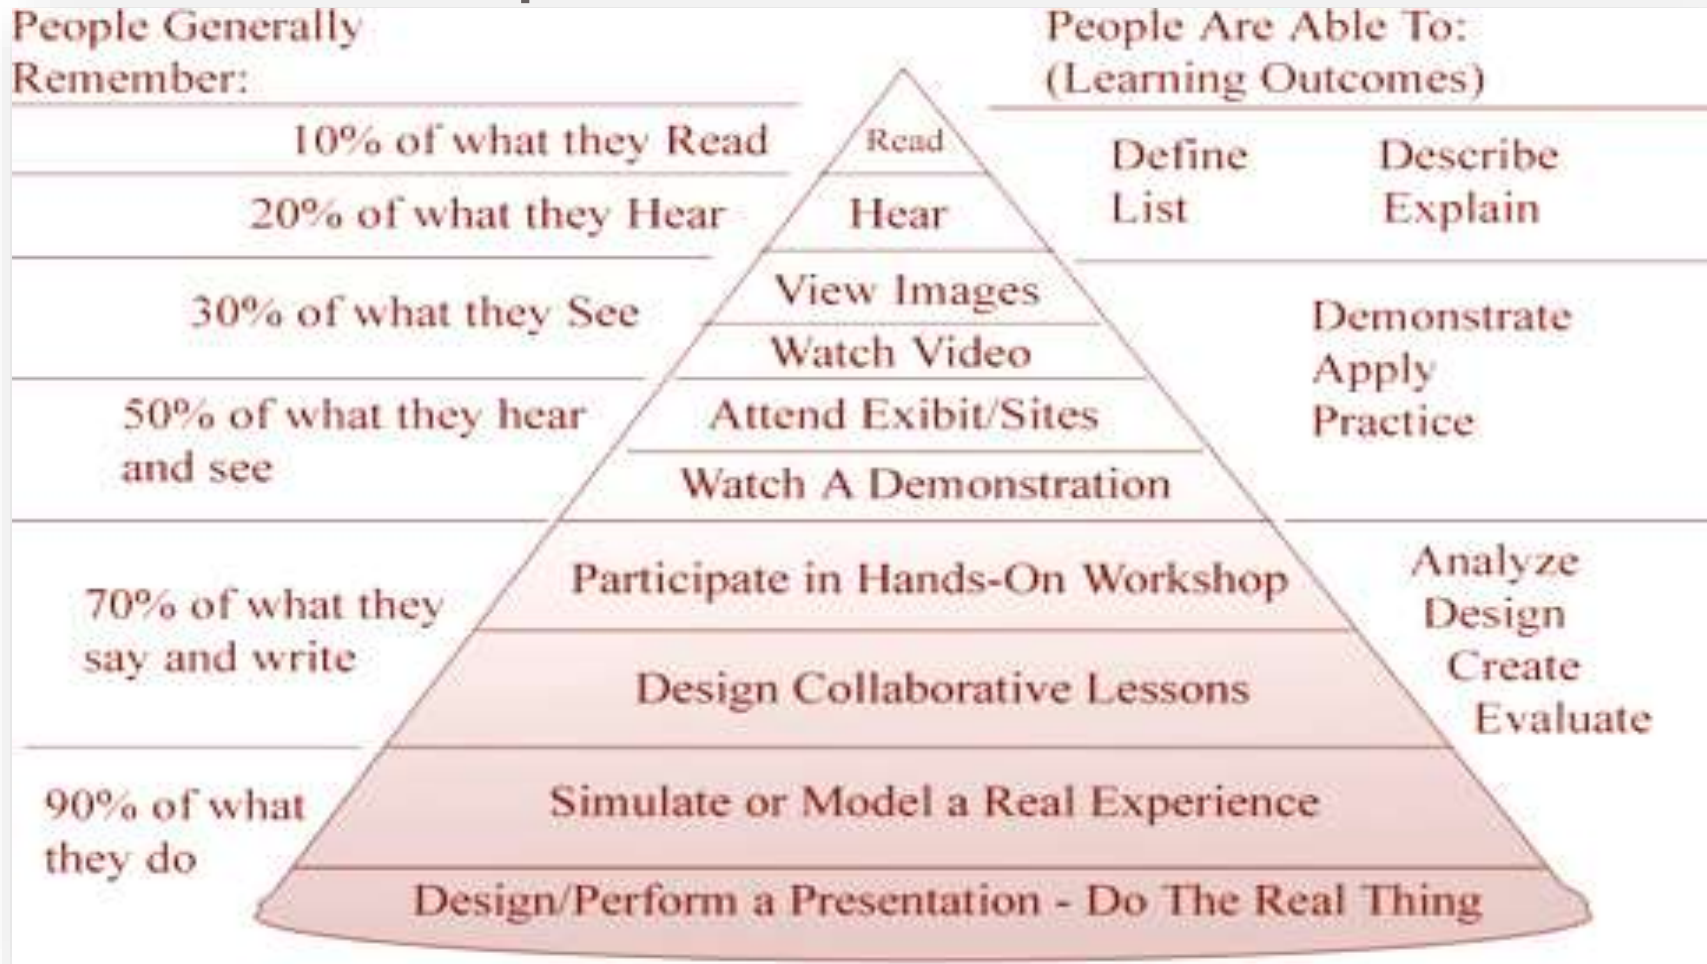 People Generally
Remember:
10% of what they Read
20% of what they Hear
30% of what they See
50% of what they hear
and see
70% of what they
say and write
90% of what
they do
Read
Hear
View Images
Watch Video
Attend Exibit/Sites
Watch A Demonstration
Participate in Hands-On Workshop
Design Collaborative Lessons
Simulate or Model a Real Experience
Design/Perform a Presentation - Do The Real Thing
People Are Able To:
(Learning Outcomes)
Define Describe
List Explain
Demonstrate
Apply
Practice
Analyze
Design
Create
Evaluate